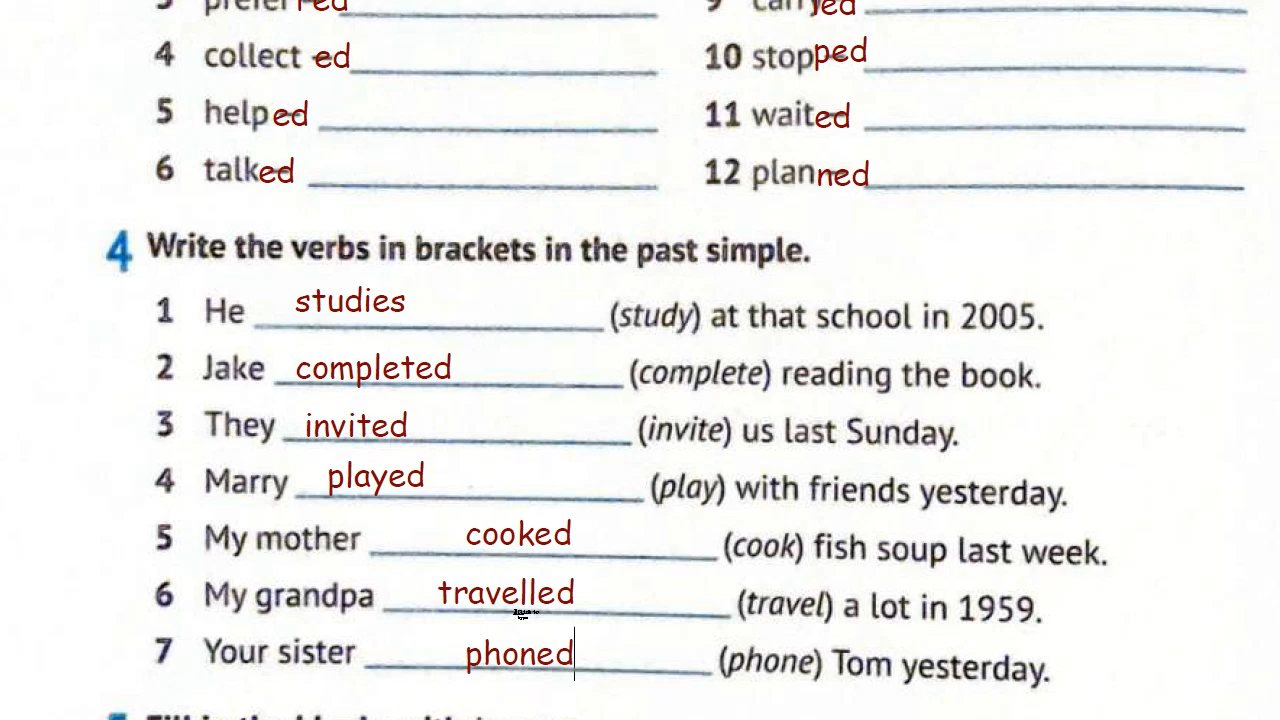 3 preferred
9 carryed
4 collect ed
10 stopped
5 helped
11 waited
6 talked
12 planned
4 Write the verbs in brackets in the past simple.
1 He studies (study) at that school in 2005.
2 Jake completed (complete) reading the book.
3 They invited (invite) us last Sunday.
4 Marry played (play) with friends yesterday.
5 My mother cooked (cook) fish soup last week.
6 My grandpa travelled (travel) a lot in 1959.
7 Your sister phoned (phone) Tom yesterday.